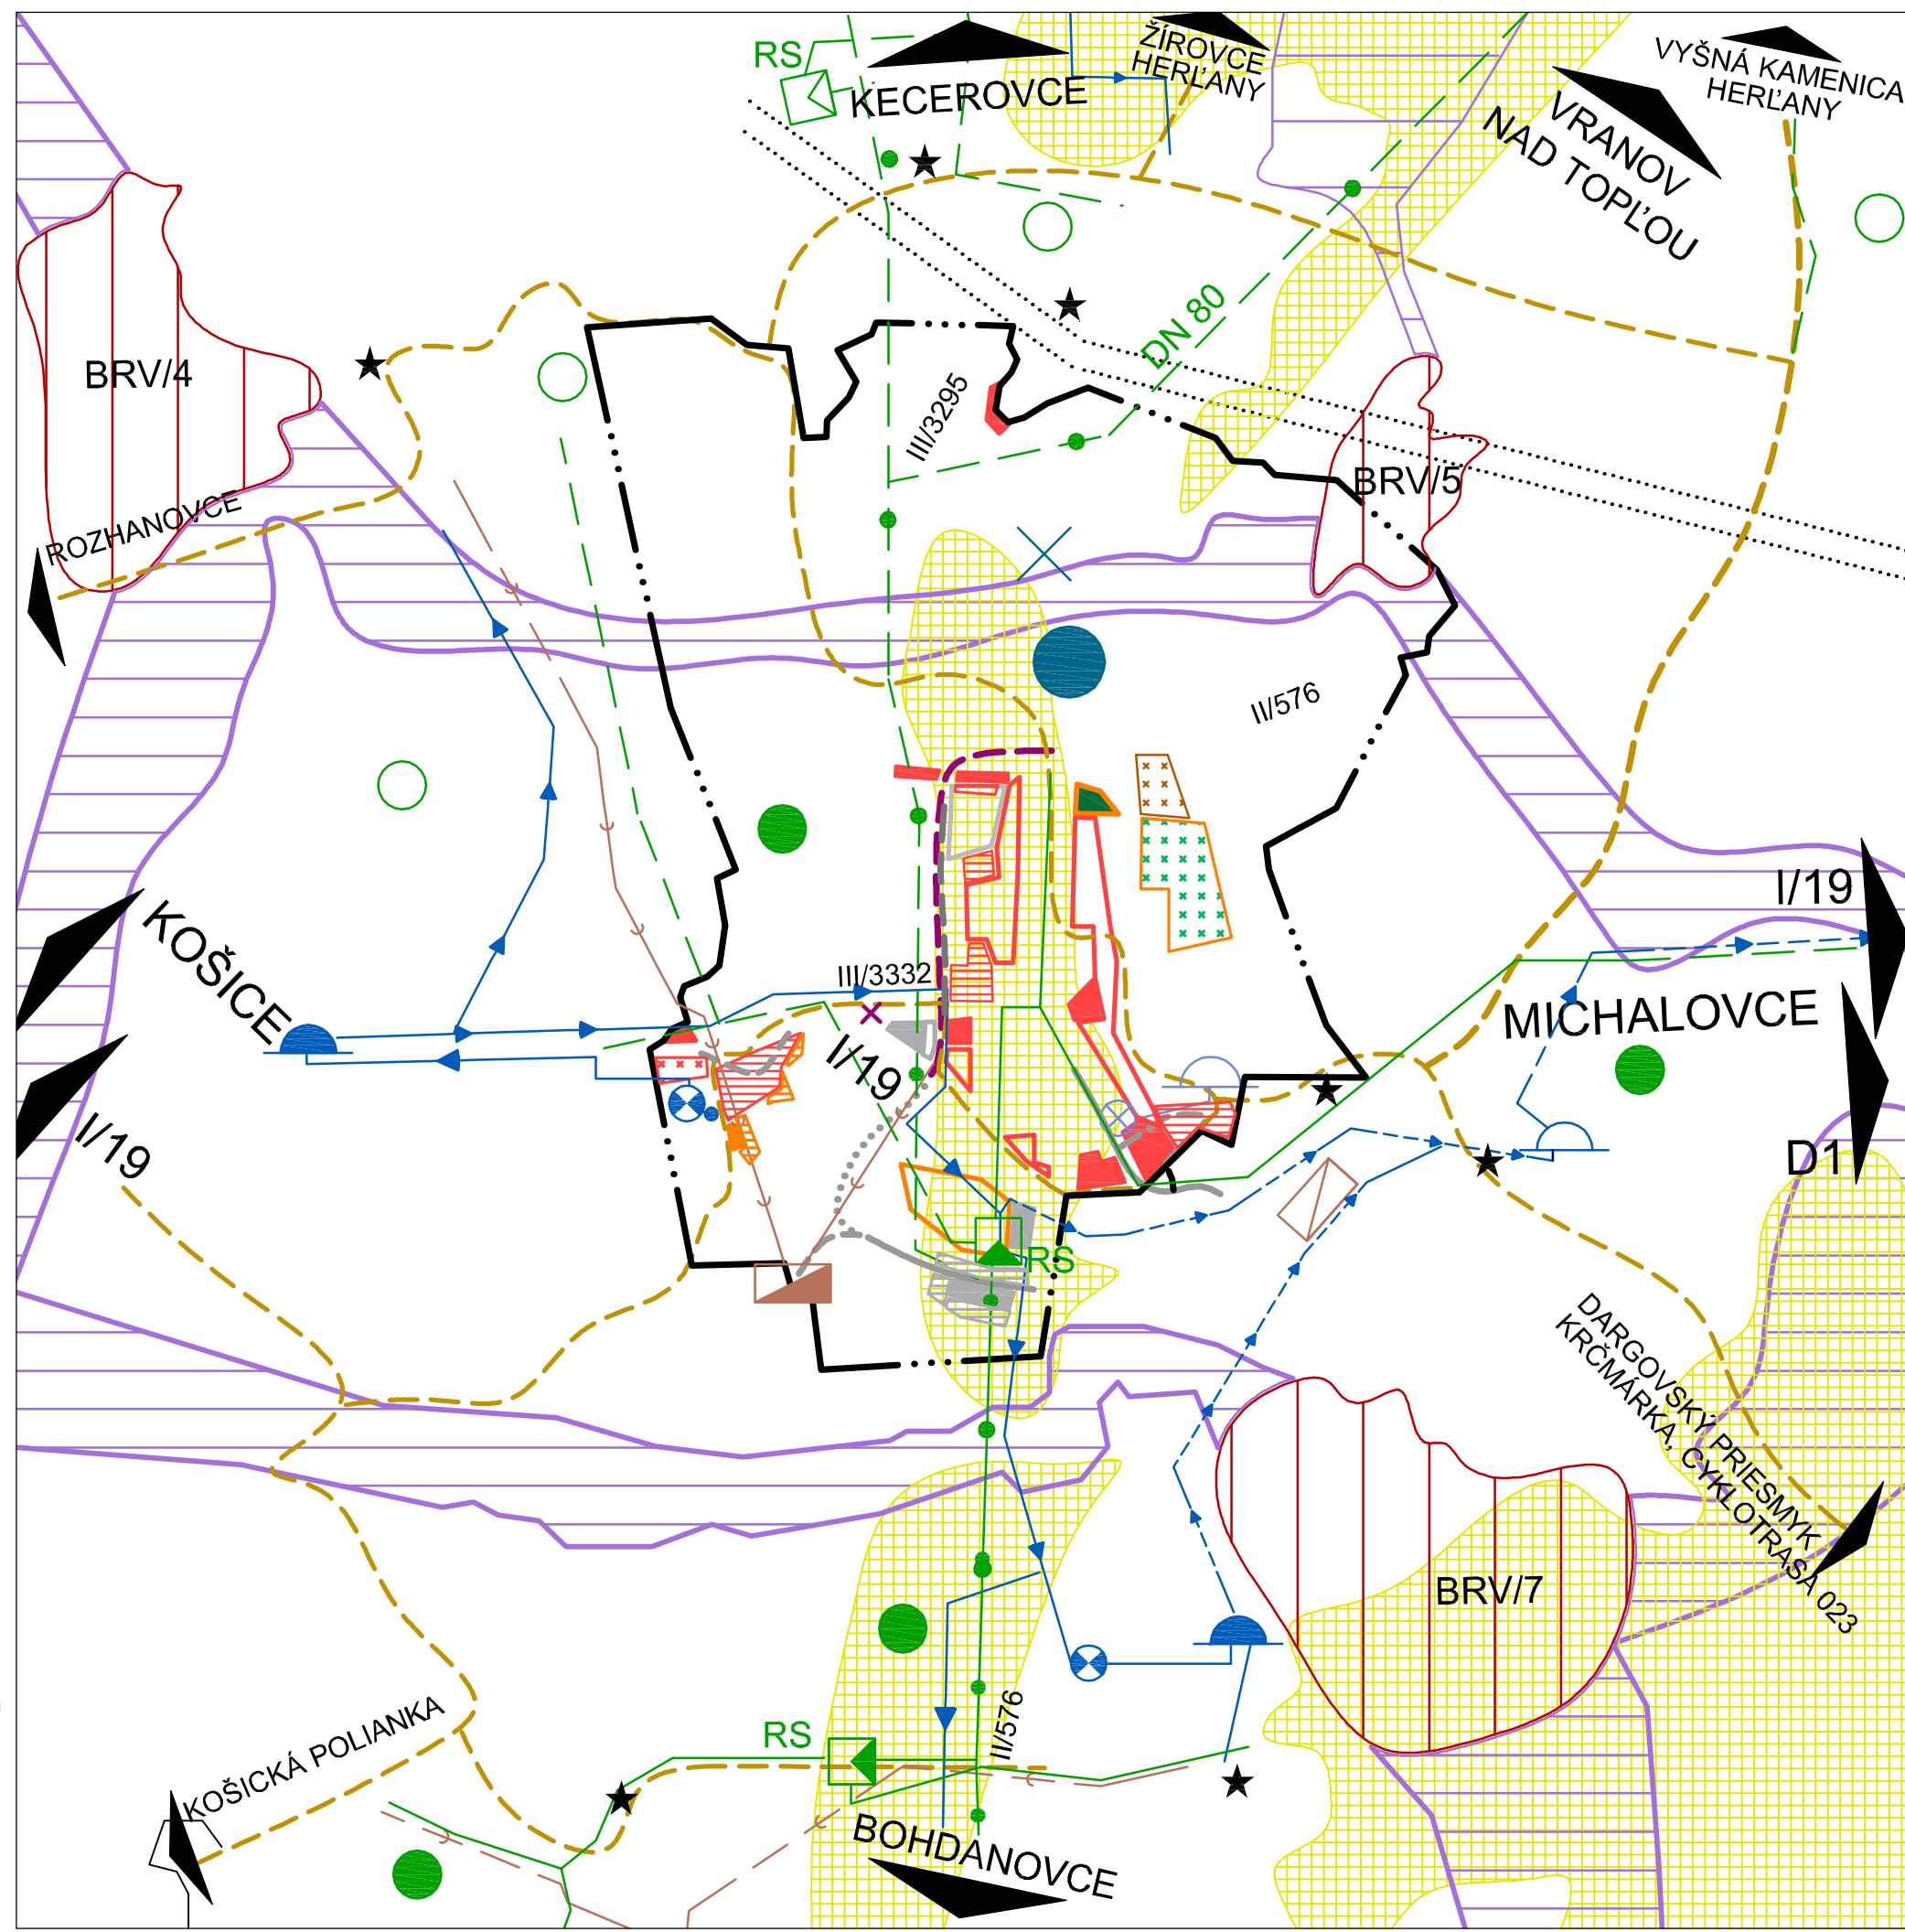 RS
KECEROVCE
ŽÍROVCE
HERĽANY
VRANOV
NAD TOPĽOU
VYŠNÁ KAMENICA
HERĽANY
DN 80
BRV/4
III/3295
BRV/5
ROZHANOVCE
II/576
I/19
KOŠICE
III/3332
MICHALOVCE
I/19
I/19
D1
RS
DARGOVSKÝ PRIESMYK
KRČMÁRKA, CYKLOTRASA 023
BRV/7
KOŠICKÁ POLIANKA
RS
II/576
BOHDANOVCE